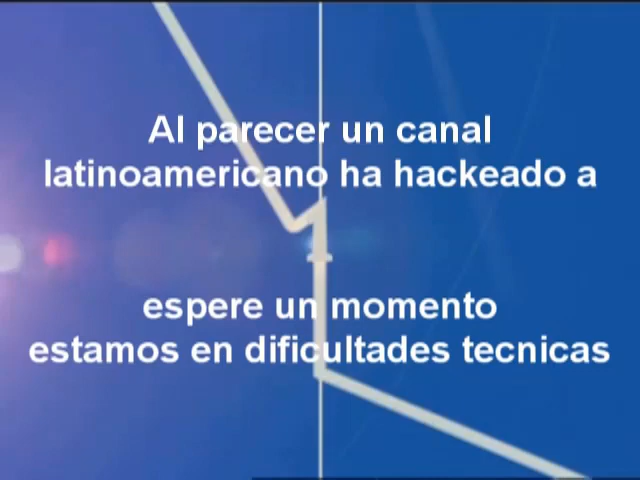 Al parecer un canal
latinoamericano ha hackeado a
espere un momento
estamos en dificultades tecnicas